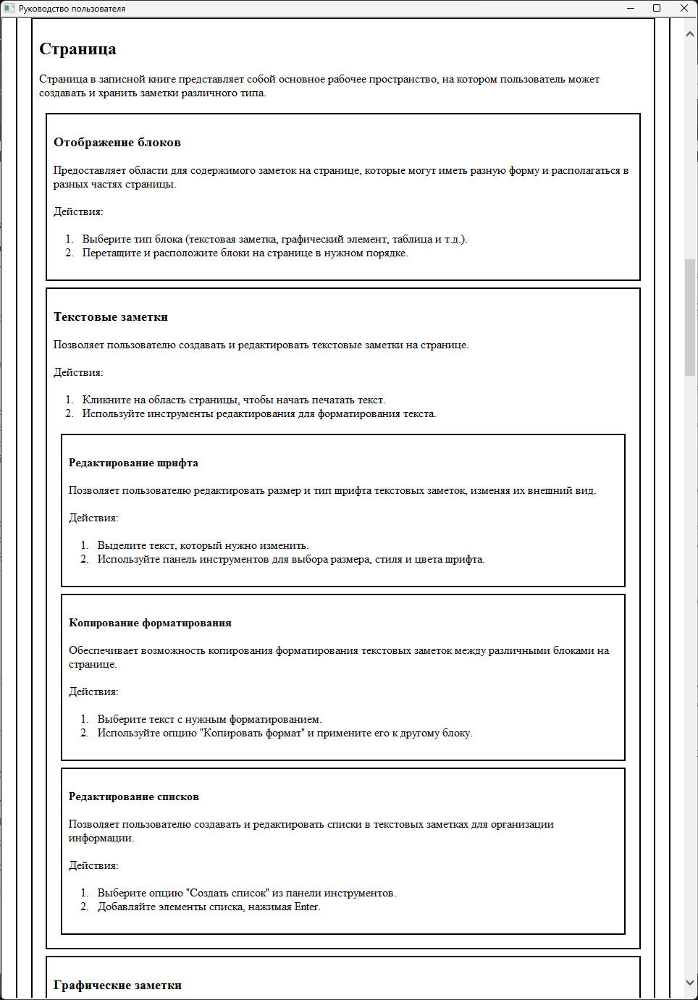 Руководство пользователя
Страница
Страница в записной книге представляет собой основное рабочее пространство, на котором пользователь может
создавать и хранить заметки различного типа.
Отображение блоков
Предоставляет области для содержимого заметок на странице, которые могут иметь разную форму и располагаться в
разных частях страницы.
Действия:
1. Выберите тип блока (текстовая заметка, графический элемент, таблица и т.д.).
2. Перетащите и расположите блоки на странице в нужном порядке.
Текстовые заметки
Позволяет пользователю создавать и редактировать текстовые заметки на странице.
Действия:
1. Кликните на область страницы, чтобы начать печатать текст.
2. Используйте инструменты редактирования для форматирования текста.
Редактирование шрифта
Позволяет пользователю редактировать размер и тип шрифта текстовых заметок, изменяя их внешний вид.
Действия:
1. Выделите текст, который нужно изменить.
2. Используйте панель инструментов для выбора размера, стиля и цвета шрифта.
Копирование форматирования
Обеспечивает возможность копирования форматирования текстовых заметок между различными блоками на
странице.
Действия:
1. Выберите текст с нужным форматированием.
2. Используйте опцию "Копировать формат" и примените его к другому блоку.
Редактирование списков
Позволяет пользователю создавать и редактировать списки в текстовых заметках для организации
информации.
Действия:
1. Выберите опцию "Создать список" из панели инструментов.
2. Добавляйте элементы списка, нажимая Enter.
Графические заметки